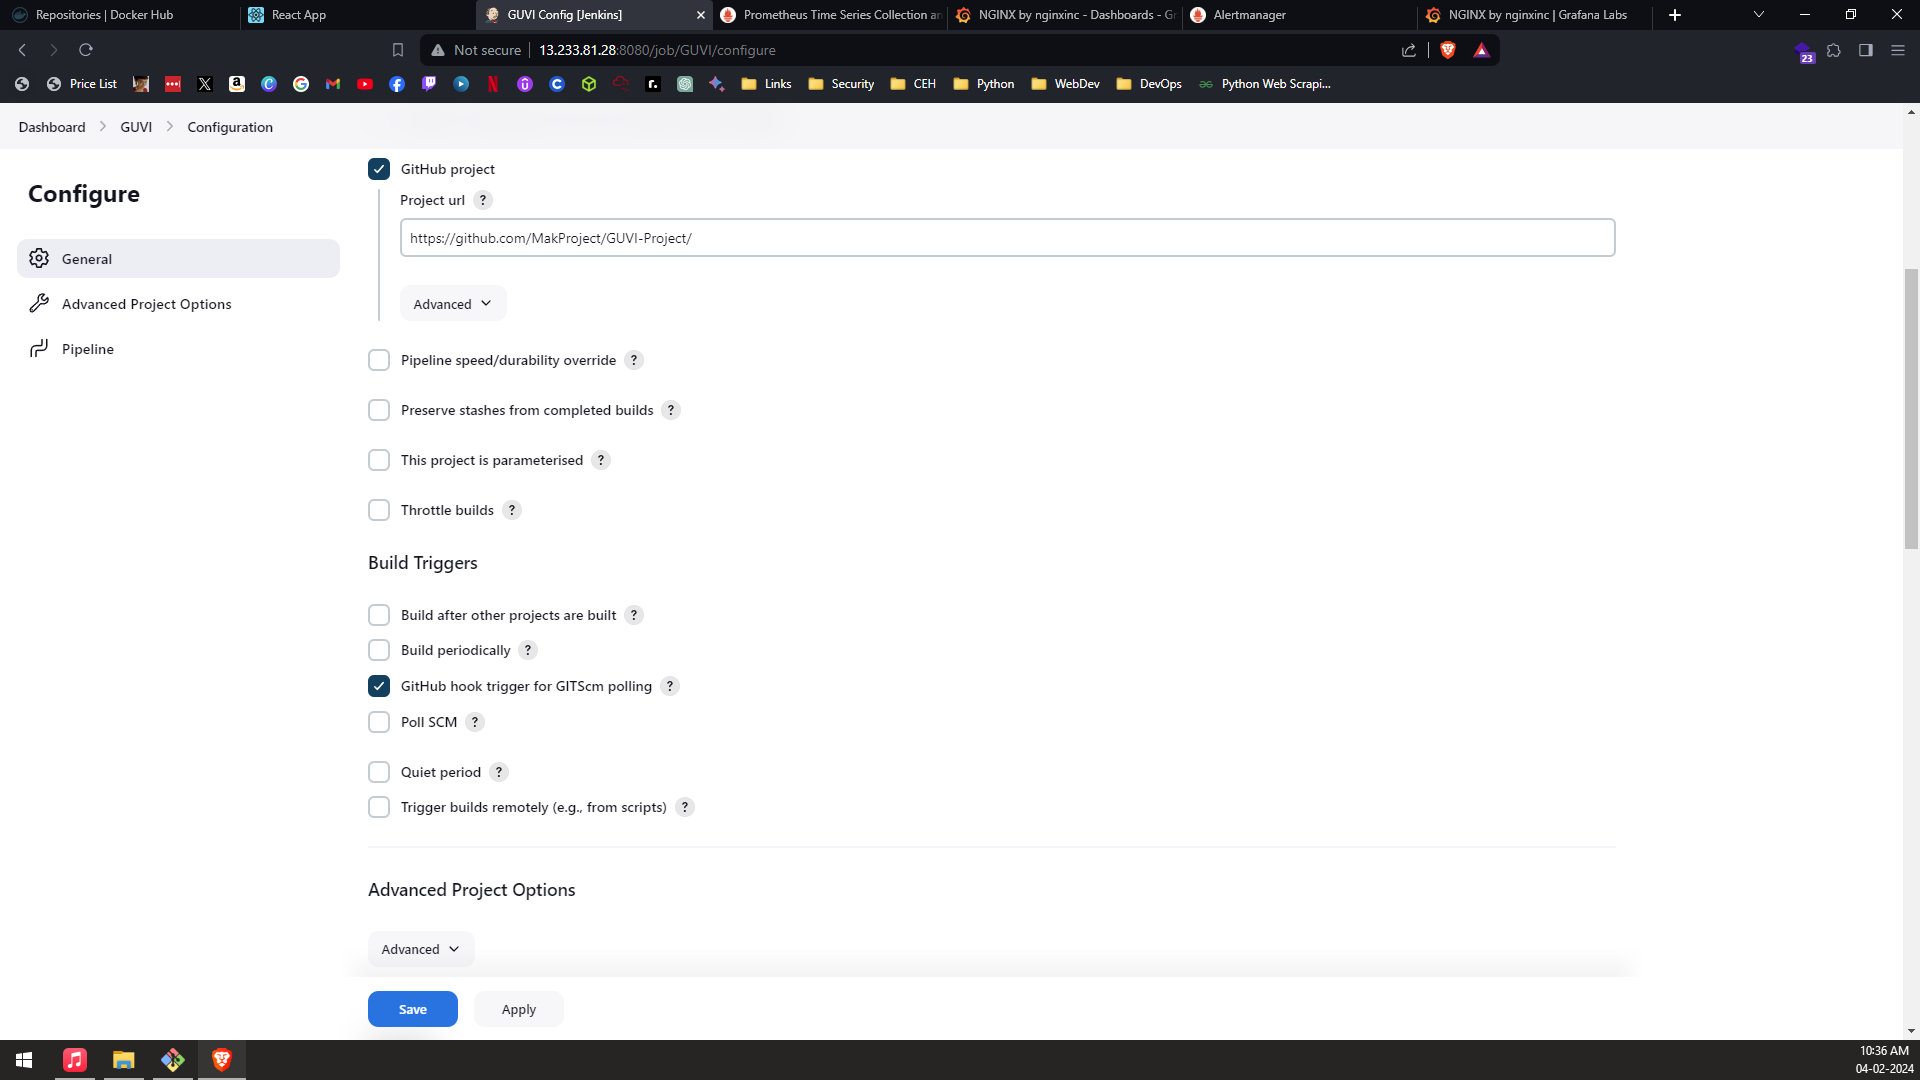 Repositories | Docker Hub
React App
GUVI Config [Jenkins]
Prometheus Time Series Collection an
NGINX by nginxinc - Dashboards - Gr
Alertmanager
NGINX by nginxinc | Grafana Labs
Not secure
13.233.81.28:8080/job/GUVI/configure
23
Price List
Links
Security
CEH
Python
WebDev
DevOps
Python Web Scrapi...
Dashboard
GUVI
Configuration
Configure
General
Advanced Project Options
Pipeline
GitHub project
Project url ?
https://github.com/MakProject/GUVI-Project/
Advanced
Pipeline speed/durability override ?
Preserve stashes from completed builds ?
This project is parameterised ?
Throttle builds ?
Build Triggers
Build after other projects are built ?
Build periodically ?
GitHub hook trigger for GITScm polling ?
Poll SCM ?
Quiet period ?
Trigger builds remotely (e.g., from scripts) ?
Advanced Project Options
Advanced
Save
Apply
10:36 AM
04-02-2024